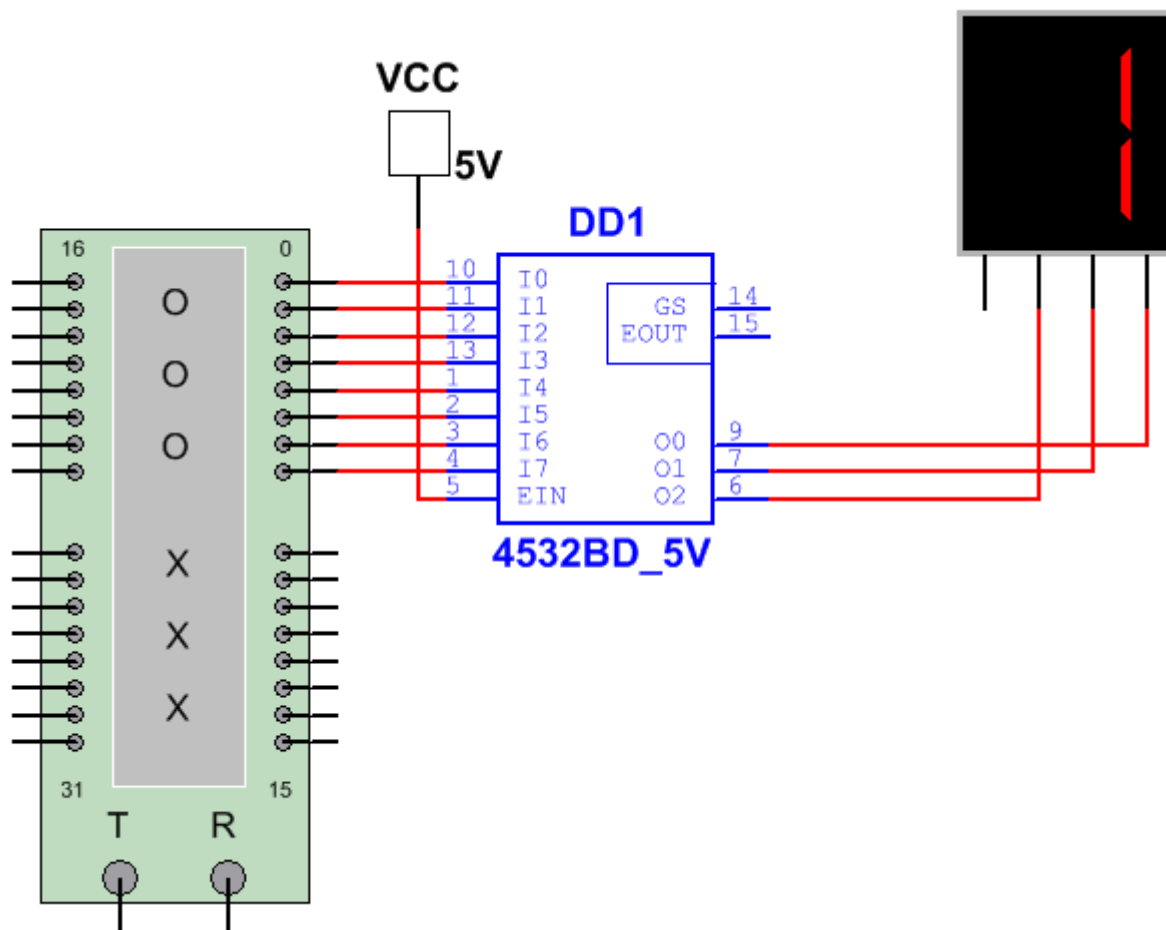 VCC
5V
DD1
16 0
O
O
O
X
X
X
31 15
T R
10 I0
11 I1
12 I2
13 I3
1 I4
2 I5
3 I6
4 I7
5 EIN
GS 14
EOUT 15
O0 9
O1 7
O2 6
4532BD_5V
1